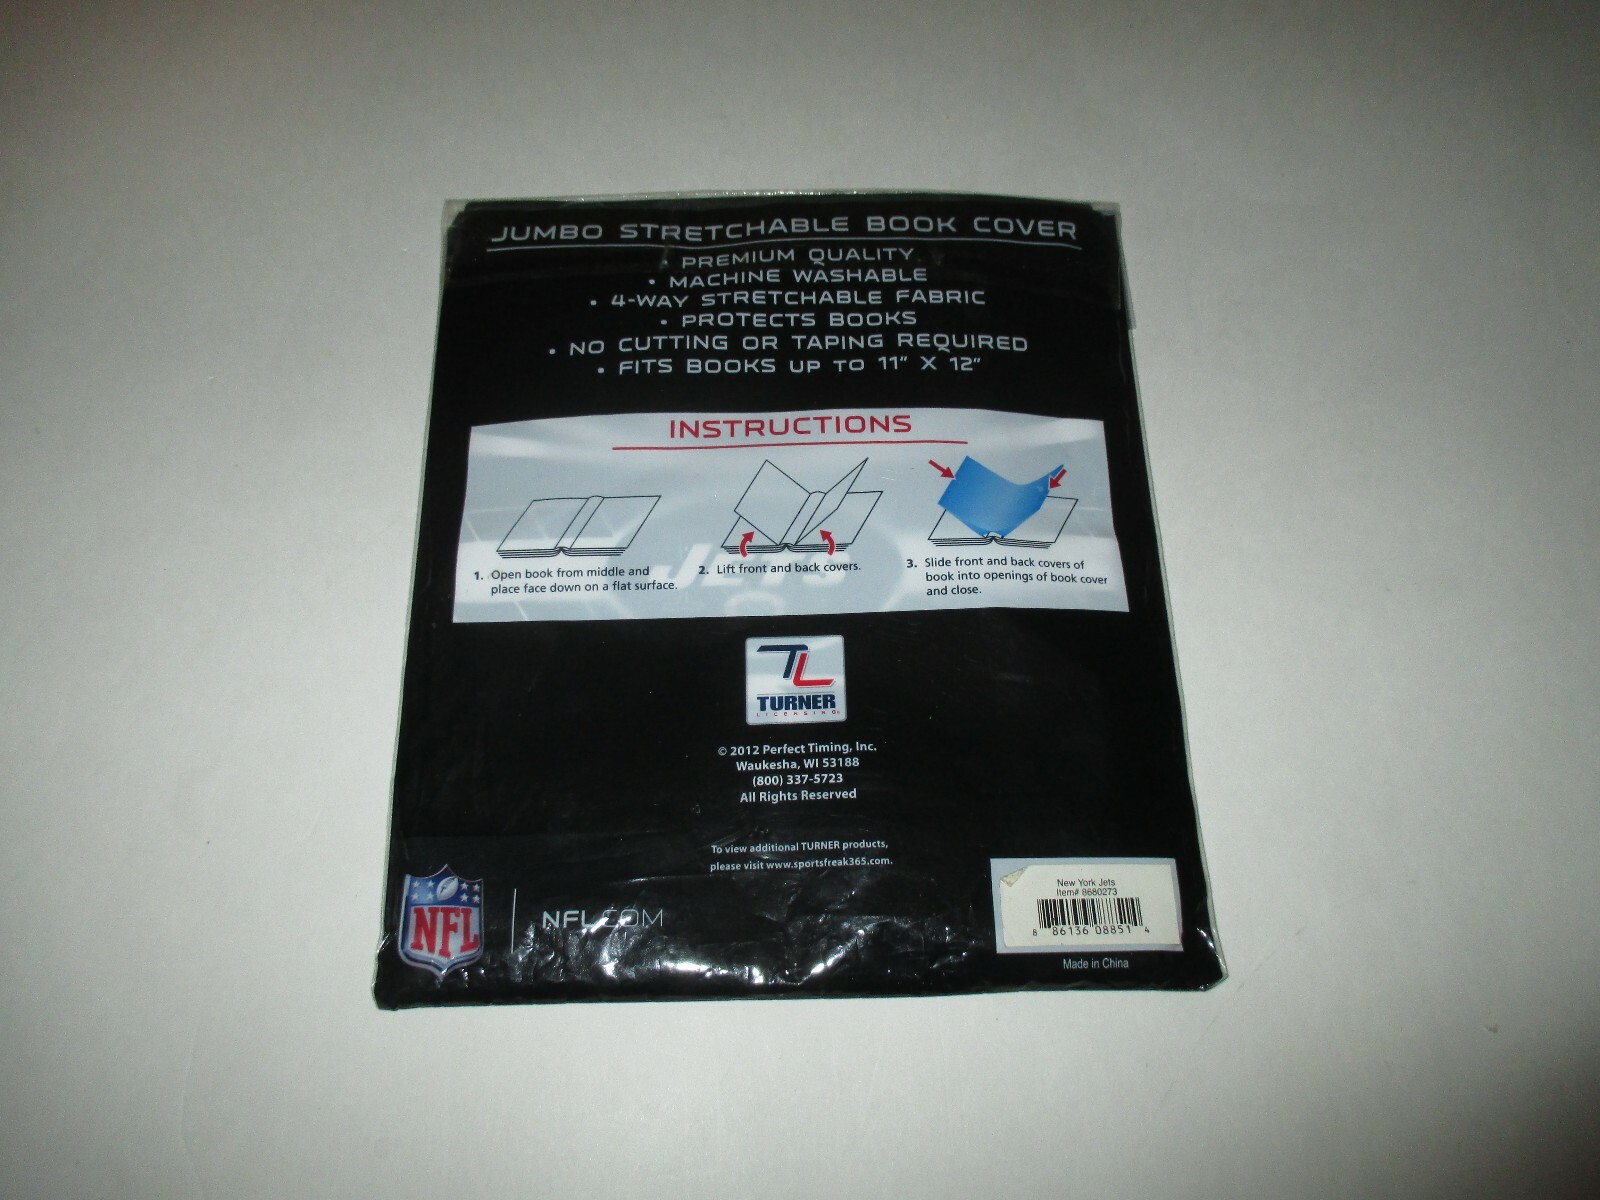 JUMBO STRETCHABLE BOOK COVER
• PREMIUM QUALITY
• MACHINE WASHABLE
• 4-WAY STRETCHABLE FABRIC
• PROTECTS BOOKS
• NO CUTTING OR TAPING REQUIRED
• FITS BOOKS UP TO 11" X 12"
INSTRUCTIONS
1. Open book from middle and
place face down on a flat surface.
2. Lift front and back covers.
3. Slide front and back covers of
book into openings of book cover
and close.
JETS
TL
TURNER
LICENSING
© 2012 Perfect Timing, Inc.
Waukesha, WI 53188
(800) 337-5723
All Rights Reserved
To view additional TURNER products,
please visit www.sportsfreak365.com.
NFL
NFL.COM
New York Jets
Item# 8680273
8 86136 08851 4
Made in China